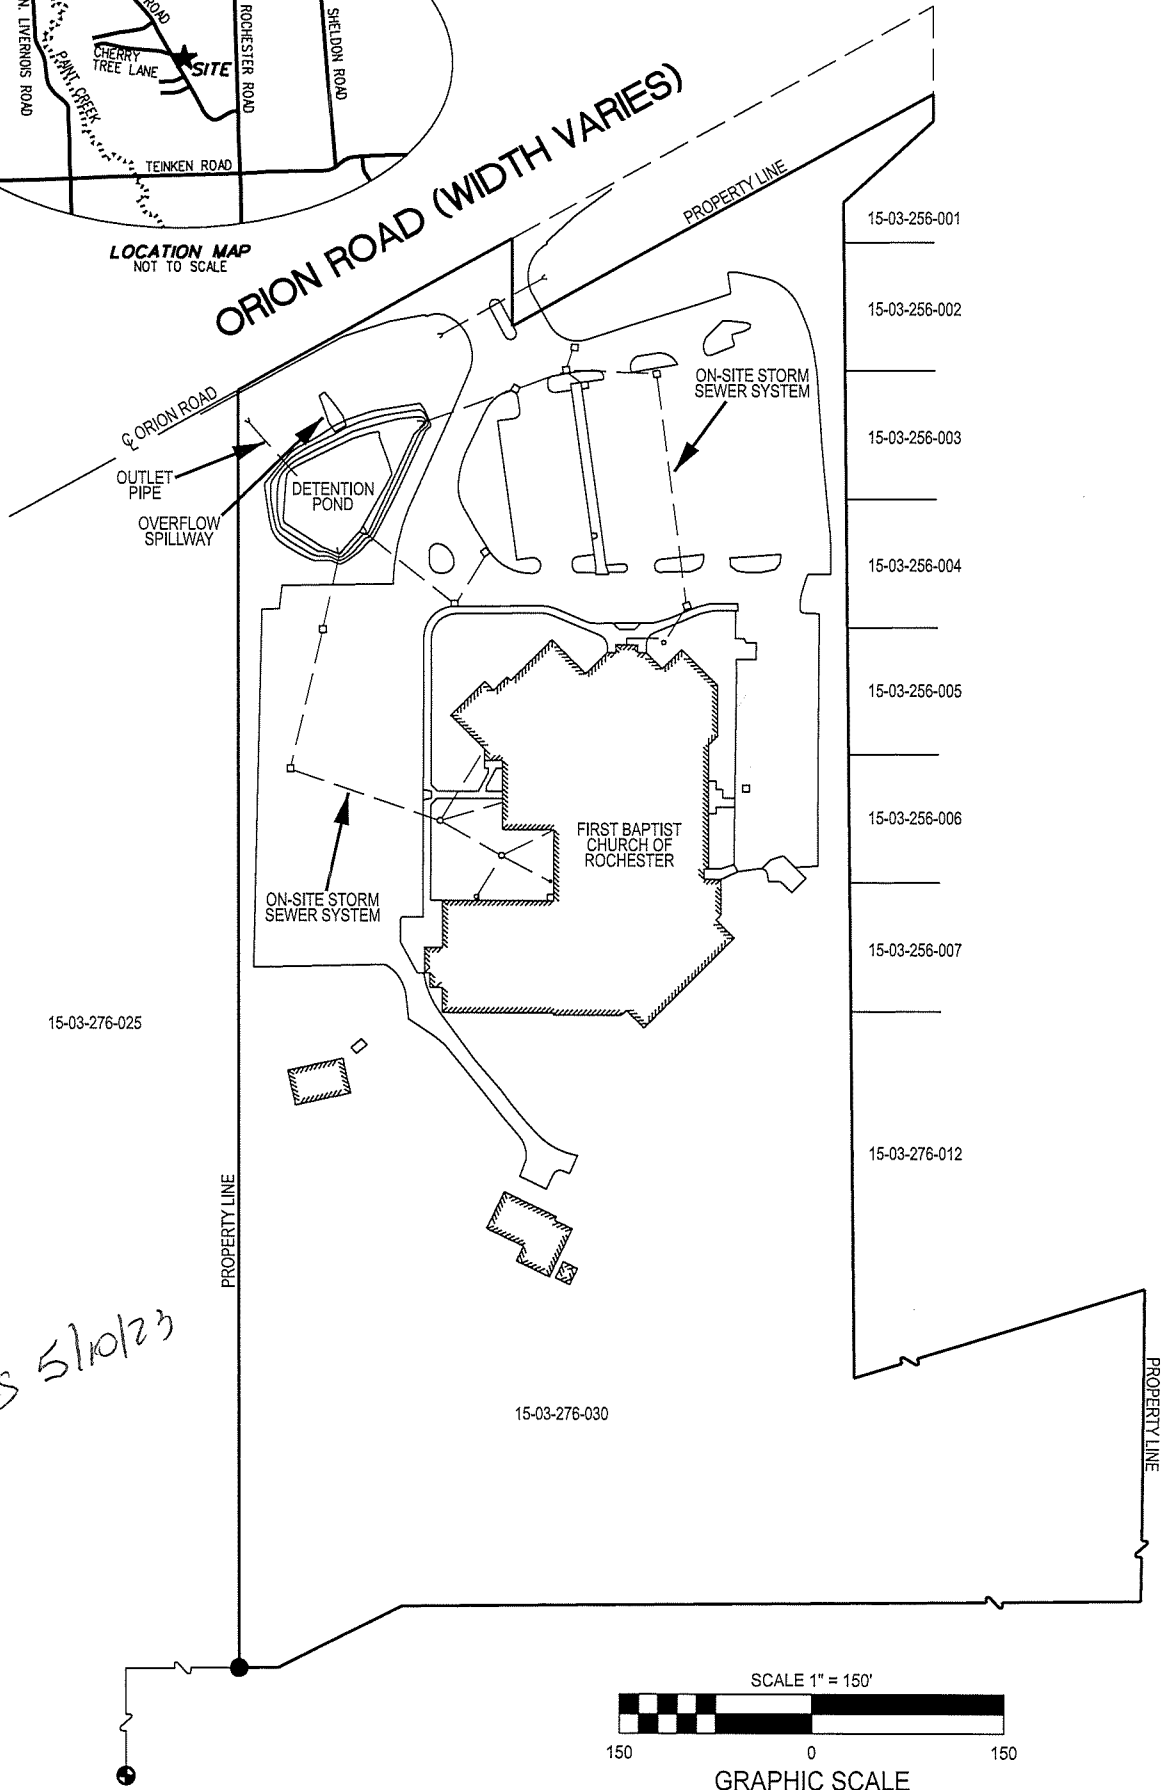 N. LIVERNOIS ROAD
PAINT CREEK
ROAD
CHERRY
TREE LANE
SITE
ROCHESTER ROAD
SHELDON ROAD
TEINKEN ROAD
LOCATION MAP
NOT TO SCALE
ORION ROAD (WIDTH VARIES)
PROPERTY LINE
15-03-256-001
15-03-256-002
15-03-256-003
15-03-256-004
15-03-256-005
15-03-256-006
15-03-256-007
15-03-276-012
℄ ORION ROAD
OUTLET
PIPE
OVERFLOW
SPILLWAY
DETENTION
POND
ON-SITE STORM
SEWER SYSTEM
FIRST BAPTIST
CHURCH OF
ROCHESTER
ON-SITE STORM
SEWER SYSTEM
15-03-276-025
PROPERTY LINE
5/10/23
15-03-276-030
PROPERTY LINE
SCALE 1" = 150'
150 0 150
GRAPHIC SCALE